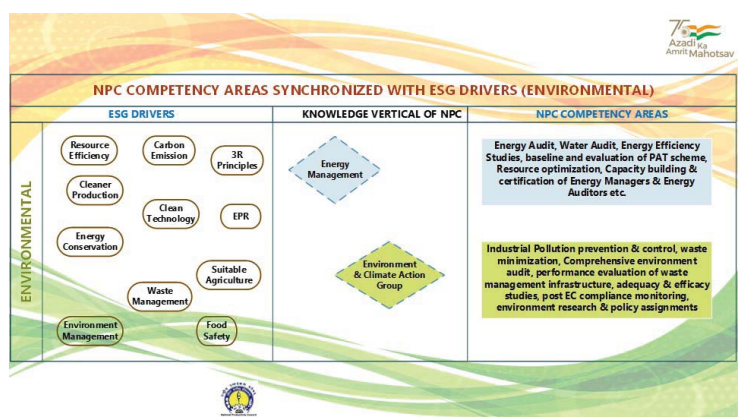 75
Azadi Ka
Amrit Mahotsav
NPC COMPETENCY AREAS SYNCHRONIZED WITH ESG DRIVERS (ENVIRONMENTAL)
ESG DRIVERS
KNOWLEDGE VERTICAL OF NPC
NPC COMPETENCY AREAS
ENVIRONMENTAL
Resource
Efficiency
Carbon
Emission
3R
Principles
Cleaner
Production
Clean
Technology
EPR
Energy
Conservation
Suitable
Agriculture
Waste
Management
Environment
Management
Food
Safety
Energy
Management
Environment
& Climate Action
Group
Energy Audit, Water Audit, Energy Efficiency
Studies, baseline and evaluation of PAT scheme,
Resource optimization, Capacity building &
certification of Energy Managers & Energy
Auditors etc.
Industrial Pollution prevention & control, waste
minimization, Comprehensive environment
audit, performance evaluation of waste
management infrastructure, adequacy & efficacy
studies, post EC compliance monitoring,
environment research & policy assignments